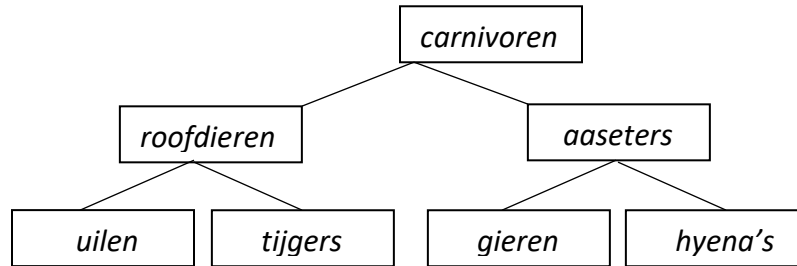 carnivoren
roofdieren
aaseters
uilen
tijgers
gieren
hyena’s